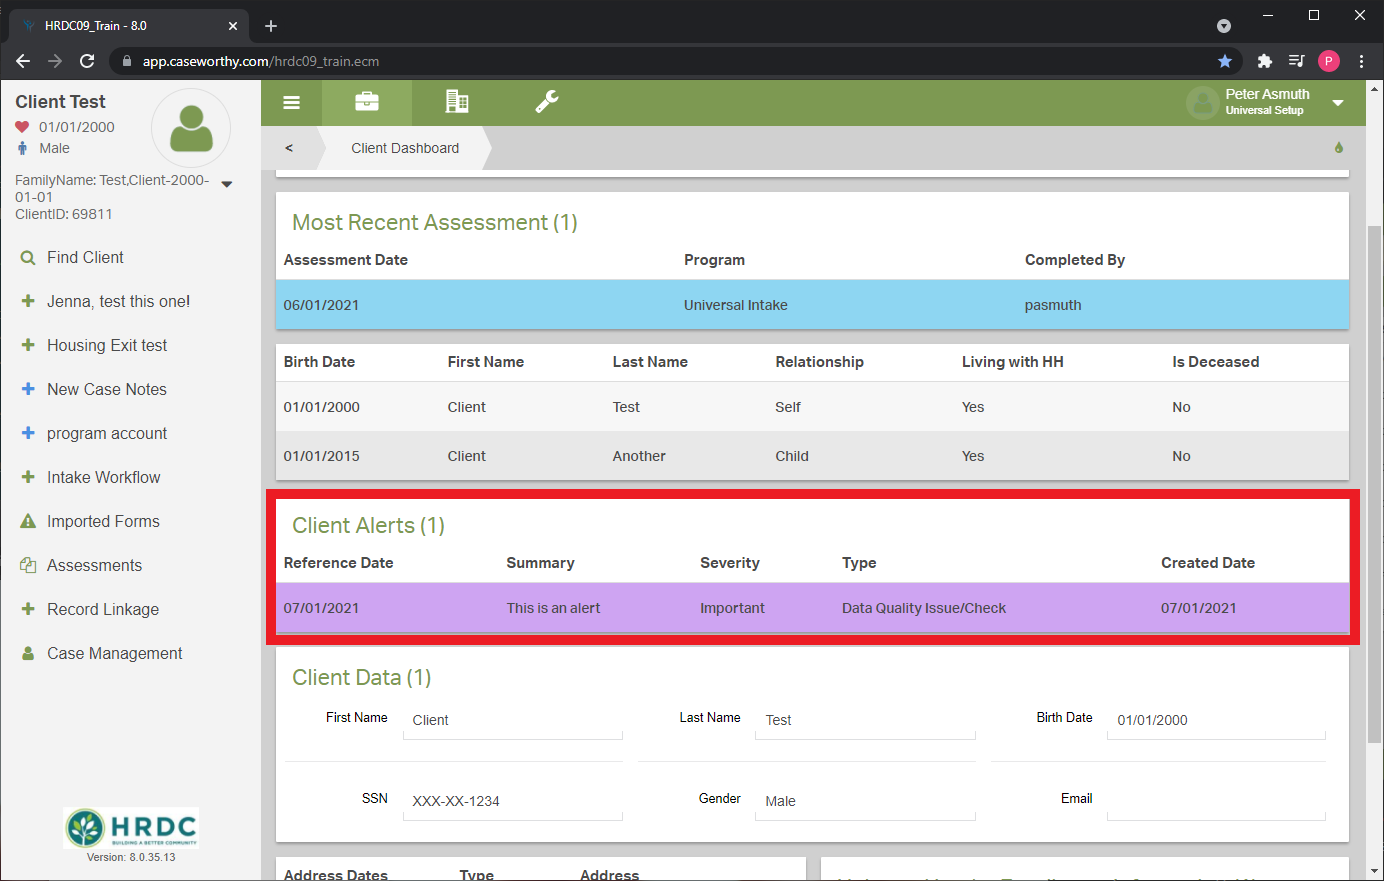 HRDC09_Train - 8.0
app.caseworthy.com/hrdc09_train.ecm
P
Client Test
01/01/2000
Male
FamilyName: Test,Client-2000-
01-01
ClientID: 69811
Find Client
Jenna, test this one!
Housing Exit test
New Case Notes
program account
Intake Workflow
Imported Forms
Assessments
Record Linkage
Case Management
HRDC
BUILDING A BETTER COMMUNITY
Version: 8.0.35.13
Peter Asmuth
Universal Setup
< Client Dashboard
Most Recent Assessment (1)
Assessment Date Program Completed By
06/01/2021 Universal Intake pasmuth
Birth Date First Name Last Name Relationship Living with HH Is Deceased
01/01/2000 Client Test Self Yes No
01/01/2015 Client Another Child Yes No
Client Alerts (1)
Reference Date Summary Severity Type Created Date
07/01/2021 This is an alert Important Data Quality Issue/Check 07/01/2021
Client Data (1)
First Name Client Last Name Test Birth Date 01/01/2000
SSN XXX-XX-1234 Gender Male Email
Address Dates Type Address